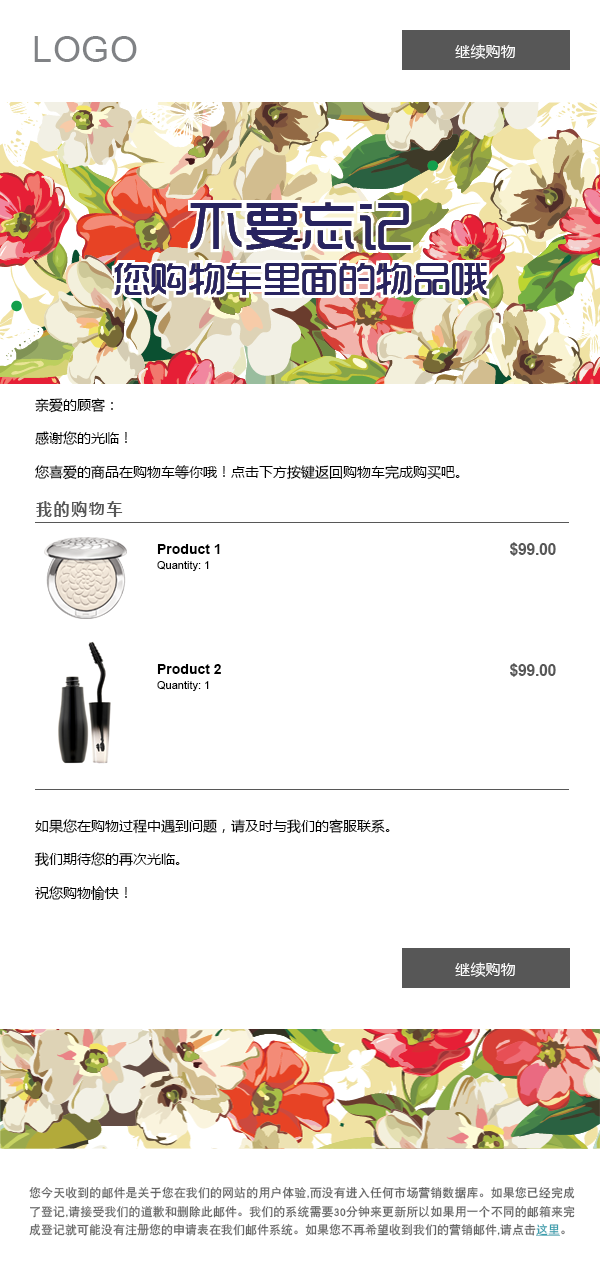 LOGO
继续购物
不要忘记
您购物车里面的物品哦
亲爱的顾客：
感谢您的光临！
您喜爱的商品在购物车等你哦！点击下方按键返回购物车完成购买吧。
我的购物车
Product 1
$99.00
Quantity: 1
Product 2
$99.00
Quantity: 1
如果您在购物过程中遇到问题，请及时与我们的客服联系。
我们期待您的再次光临。
祝您购物愉快！
继续购物
您今天收到的邮件是关于您在我们的网站的用户体验,而没有进入任何市场营销数据库。如果您已经完成
了登记,请接受我们的道歉和删除此邮件。我们的系统需要30分钟来更新所以如果用一个不同的邮箱来完
成登记就可能没有注册您的申请表在我们邮件系统。如果您不再希望收到我们的营销邮件,请点击这里。